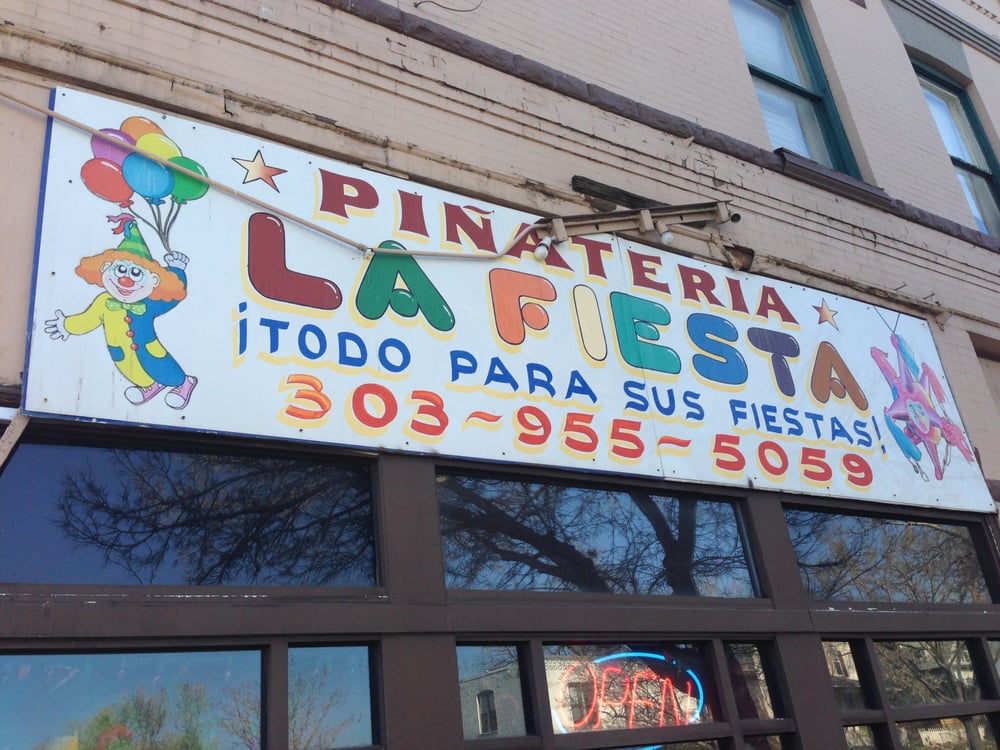 PIÑATERIA
LA FIESTA
¡TODO PARA SUS FIESTAS!
303-955-5059
OPEN